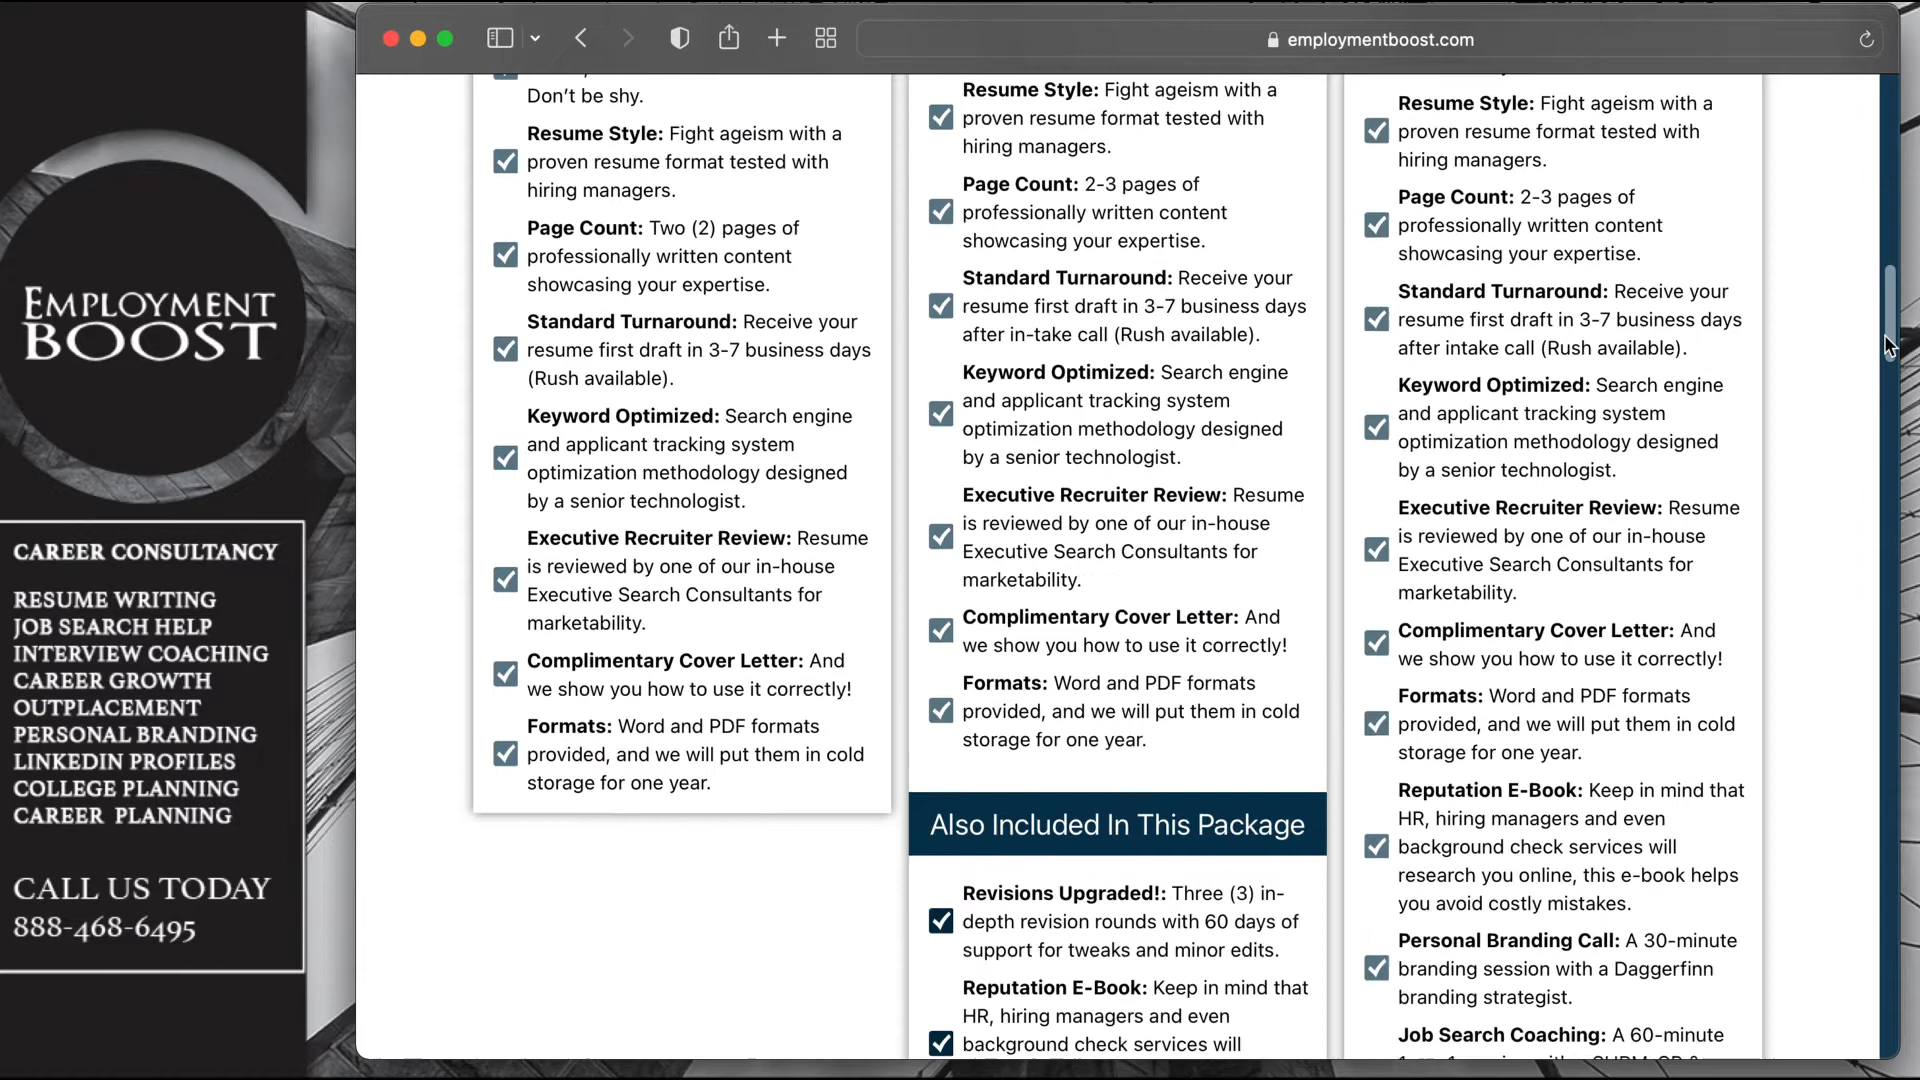 employmentboost.com
EMPLOYMENT
BOOST
CAREER CONSULTANCY
RESUME WRITING
JOB SEARCH HELP
INTERVIEW COACHING
CAREER GROWTH
OUTPLACEMENT
PERSONAL BRANDING
LINKEDIN PROFILES
COLLEGE PLANNING
CAREER PLANNING
CALL US TODAY
888-468-6495
Don't be shy.
Resume Style: Fight ageism with a
proven resume format tested with
hiring managers.
Page Count: Two (2) pages of
professionally written content
showcasing your expertise.
Standard Turnaround: Receive your
resume first draft in 3-7 business days
(Rush available).
Keyword Optimized: Search engine
and applicant tracking system
optimization methodology designed
by a senior technologist.
Executive Recruiter Review: Resume
is reviewed by one of our in-house
Executive Search Consultants for
marketability.
Complimentary Cover Letter: And
we show you how to use it correctly!
Formats: Word and PDF formats
provided, and we will put them in cold
storage for one year.
Resume Style: Fight ageism with a
proven resume format tested with
hiring managers.
Page Count: 2-3 pages of
professionally written content
showcasing your expertise.
Standard Turnaround: Receive your
resume first draft in 3-7 business days
after in-take call (Rush available).
Keyword Optimized: Search engine
and applicant tracking system
optimization methodology designed
by a senior technologist.
Executive Recruiter Review: Resume
is reviewed by one of our in-house
Executive Search Consultants for
marketability.
Complimentary Cover Letter: And
we show you how to use it correctly!
Formats: Word and PDF formats
provided, and we will put them in cold
storage for one year.
Also Included In This Package
Revisions Upgraded!: Three (3) in-
depth revision rounds with 60 days of
support for tweaks and minor edits.
Reputation E-Book: Keep in mind that
HR, hiring managers and even
background check services will
Resume Style: Fight ageism with a
proven resume format tested with
hiring managers.
Page Count: 2-3 pages of
professionally written content
showcasing your expertise.
Standard Turnaround: Receive your
resume first draft in 3-7 business days
after intake call (Rush available).
Keyword Optimized: Search engine
and applicant tracking system
optimization methodology designed
by a senior technologist.
Executive Recruiter Review: Resume
is reviewed by one of our in-house
Executive Search Consultants for
marketability.
Complimentary Cover Letter: And
we show you how to use it correctly!
Formats: Word and PDF formats
provided, and we will put them in cold
storage for one year.
Reputation E-Book: Keep in mind that
HR, hiring managers and even
background check services will
research you online, this e-book helps
you avoid costly mistakes.
Personal Branding Call: A 30-minute
branding session with a Daggerfinn
branding strategist.
Job Search Coaching: A 60-minute